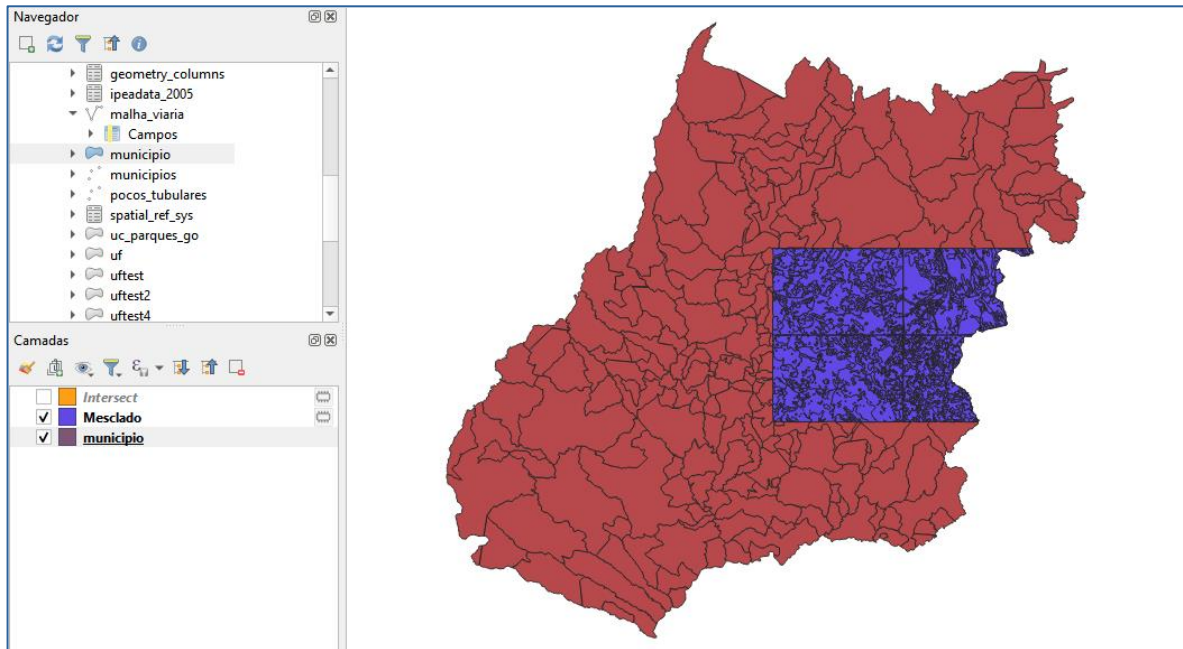 Navegador
geometry_columns
ipeadata_2005
malha_viaria
Campos
municipio
municipios
pocos_tubulares
spatial_ref_sys
uc_parques_go
uf
uftest
uftest2
uftest4
Camadas
Intersect
Mesclado
municipio